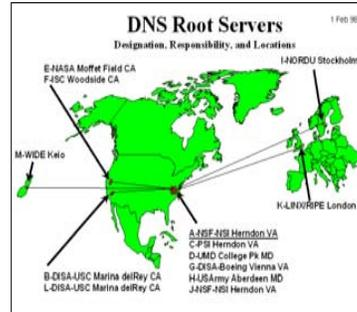 DNS Root Servers
1 Feb 98
Designation, Responsibility, and Locations
E-NASA Moffet Field CA
F-ISC Woodside CA
I-NORDU Stockholm
M-WIDE Keio
K-LINX/RIPE London
A-NSF-NSI Herndon VA
C-PSI Herndon VA
D-UMD College Pk MD
G-DISA-Boeing Vienna VA
H-USArmy Aberdeen MD
J-NSF-NSI Herndon VA
B-DISA-USC Marina delRey CA
L-DISA-USC Marina delRey CA